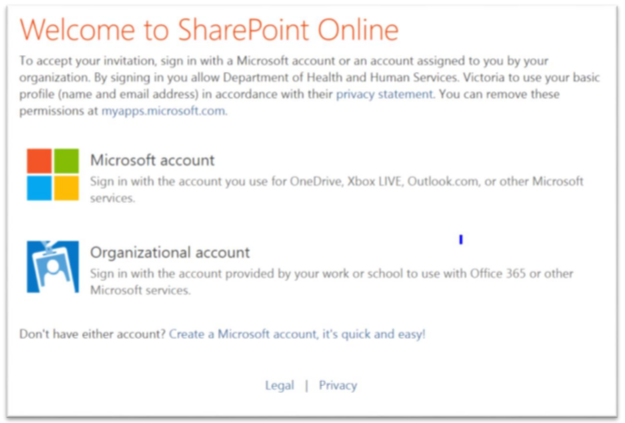 Welcome to SharePoint Online
To accept your invitation, sign in with a Microsoft account or an account assigned to you by your
organization. By signing in you allow Department of Health and Human Services. Victoria to use your basic
profile (name and email address) in accordance with their privacy statement. You can remove these
permissions at myapps.microsoft.com.
Microsoft account
Sign in with the account you use for OneDrive, Xbox LIVE, Outlook.com, or other Microsoft
services.
Organizational account
Sign in with the account provided by your work or school to use with Office 365 or other
Microsoft services.
Don't have either account? Create a Microsoft account, it's quick and easy!
Legal | Privacy